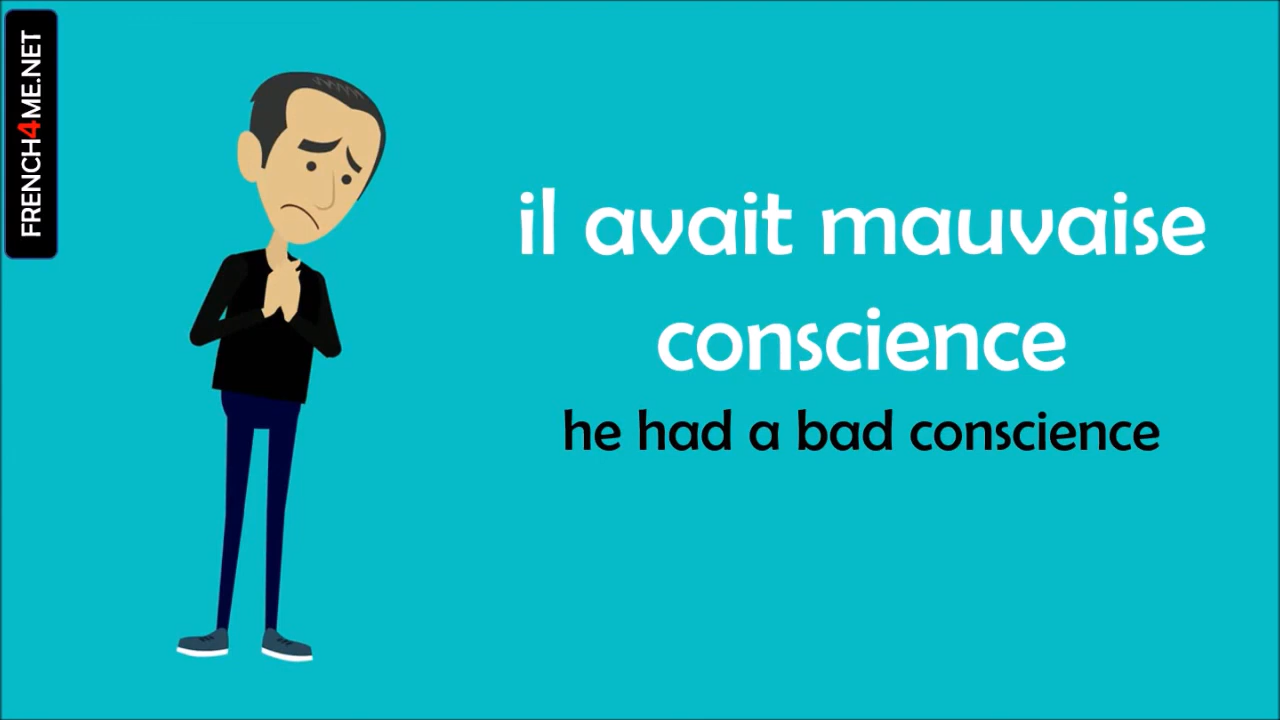 FRENCH4ME.NET
il avait mauvaise
conscience
he had a bad conscience